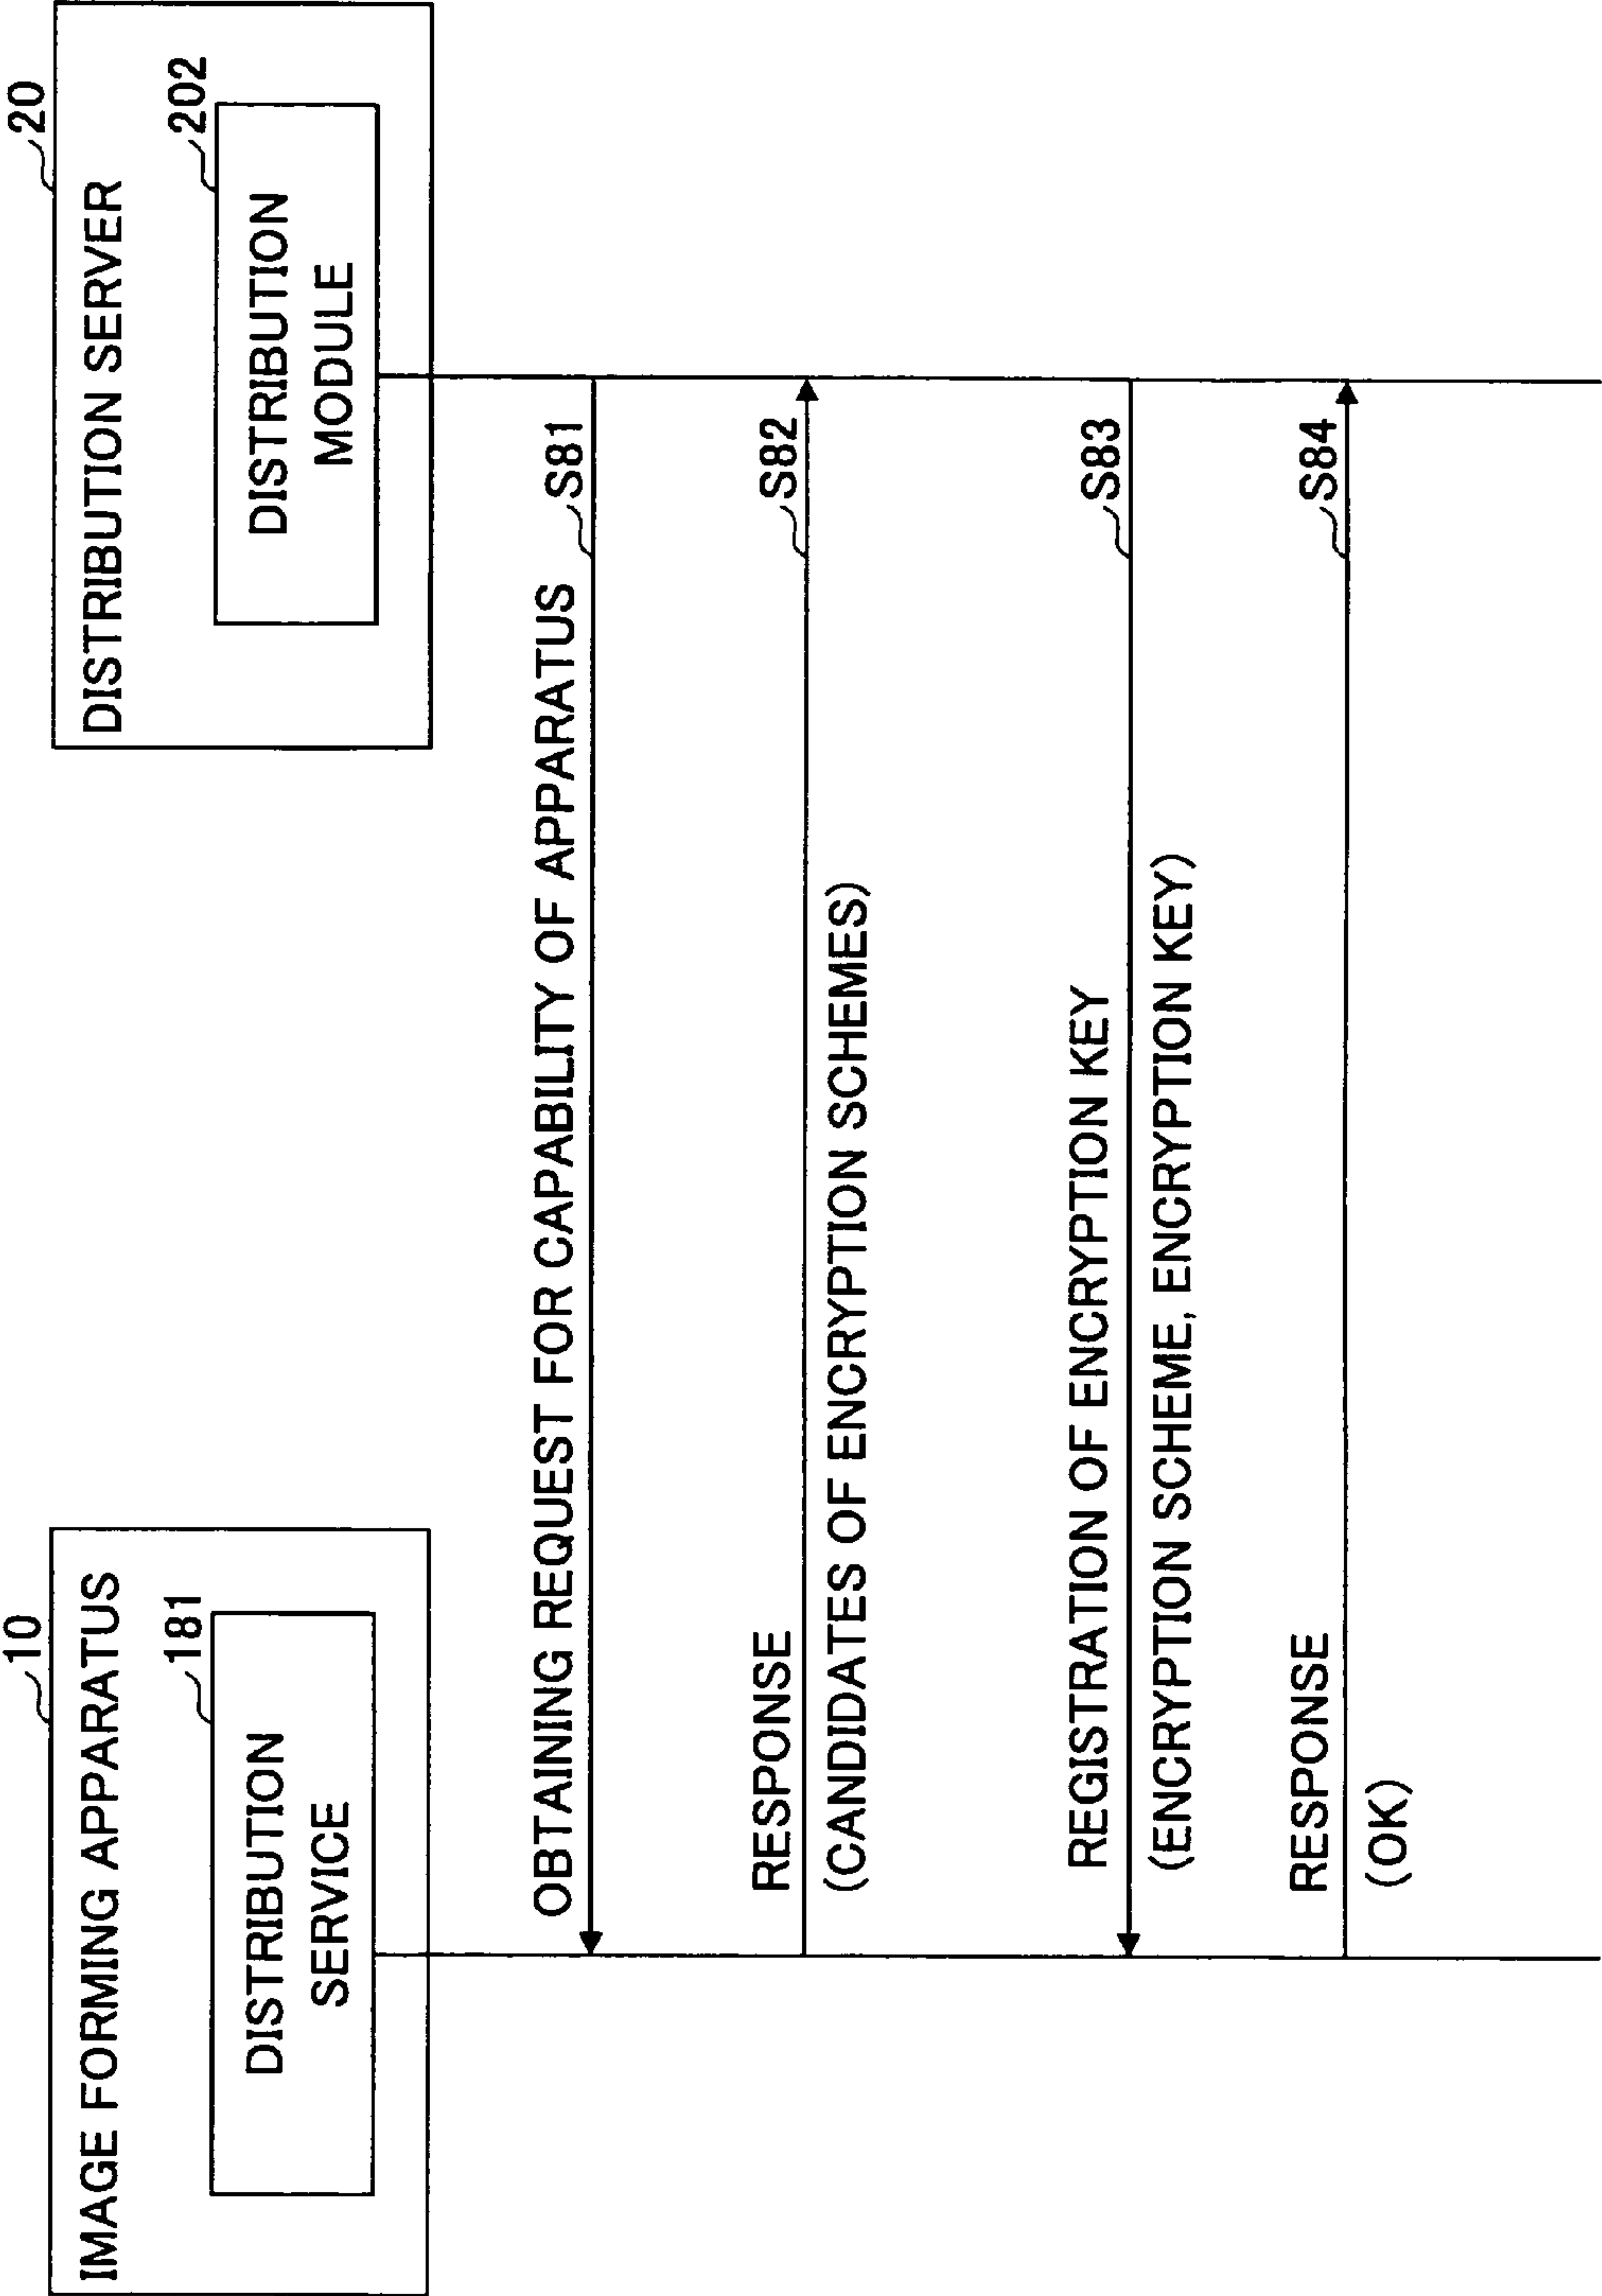 10
IMAGE FORMING APPARATUS
181
DISTRIBUTION
SERVICE
20
DISTRIBUTION SERVER
202
DISTRIBUTION
MODULE
OBTAINING REQUEST FOR CAPABILITY OF APPARATUS
S81
RESPONSE
S82
(CANDIDATES OF ENCRYPTION SCHEMES)
REGISTRATION OF ENCRYPTION KEY
S83
(ENCRYPTION SCHEME, ENCRYPTION KEY)
RESPONSE
S84
(OK)